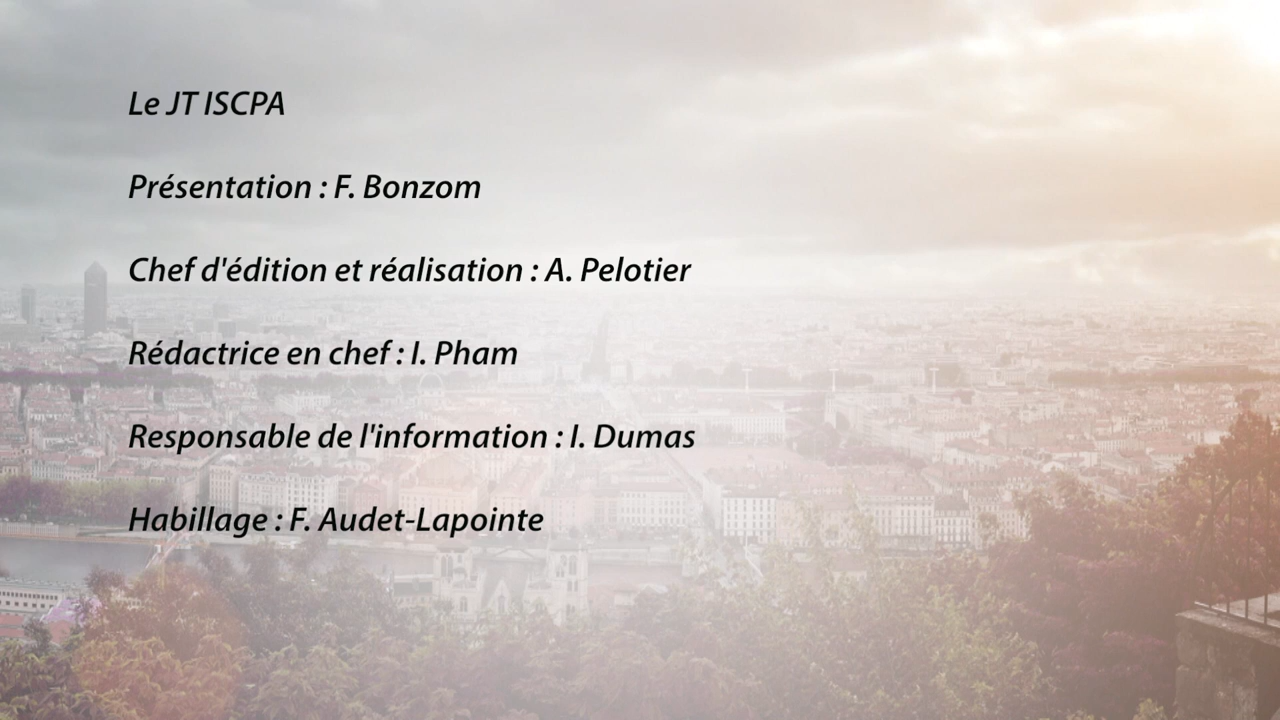 Le JT ISCPA
Présentation : F. Bonzom
Chef d'édition et réalisation : A. Pelotier
Rédactrice en chef : I. Pham
Responsable de l'information : I. Dumas
Habillage : F. Audet-Lapointe